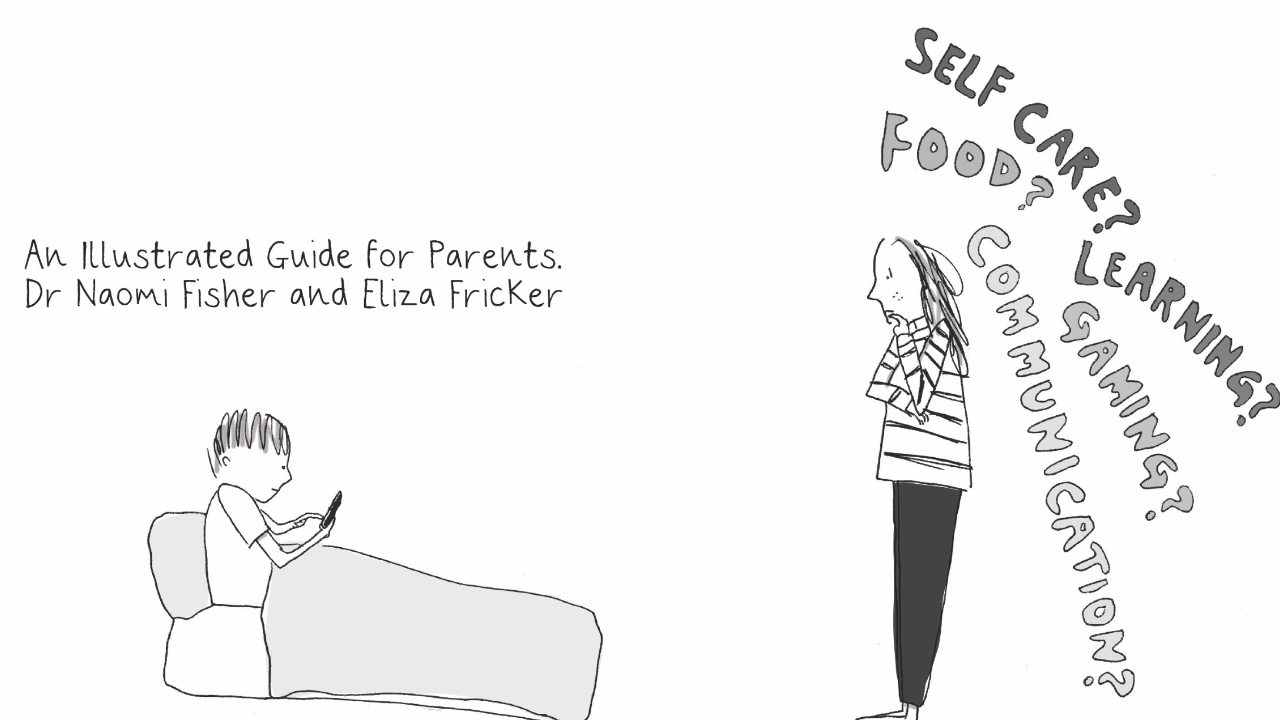 SELF CARE?
FOOD?
LEARNING?
GAMING?
COMMUNICATION?
An Illustrated Guide for Parents.
Dr Naomi Fisher and Eliza Fricker